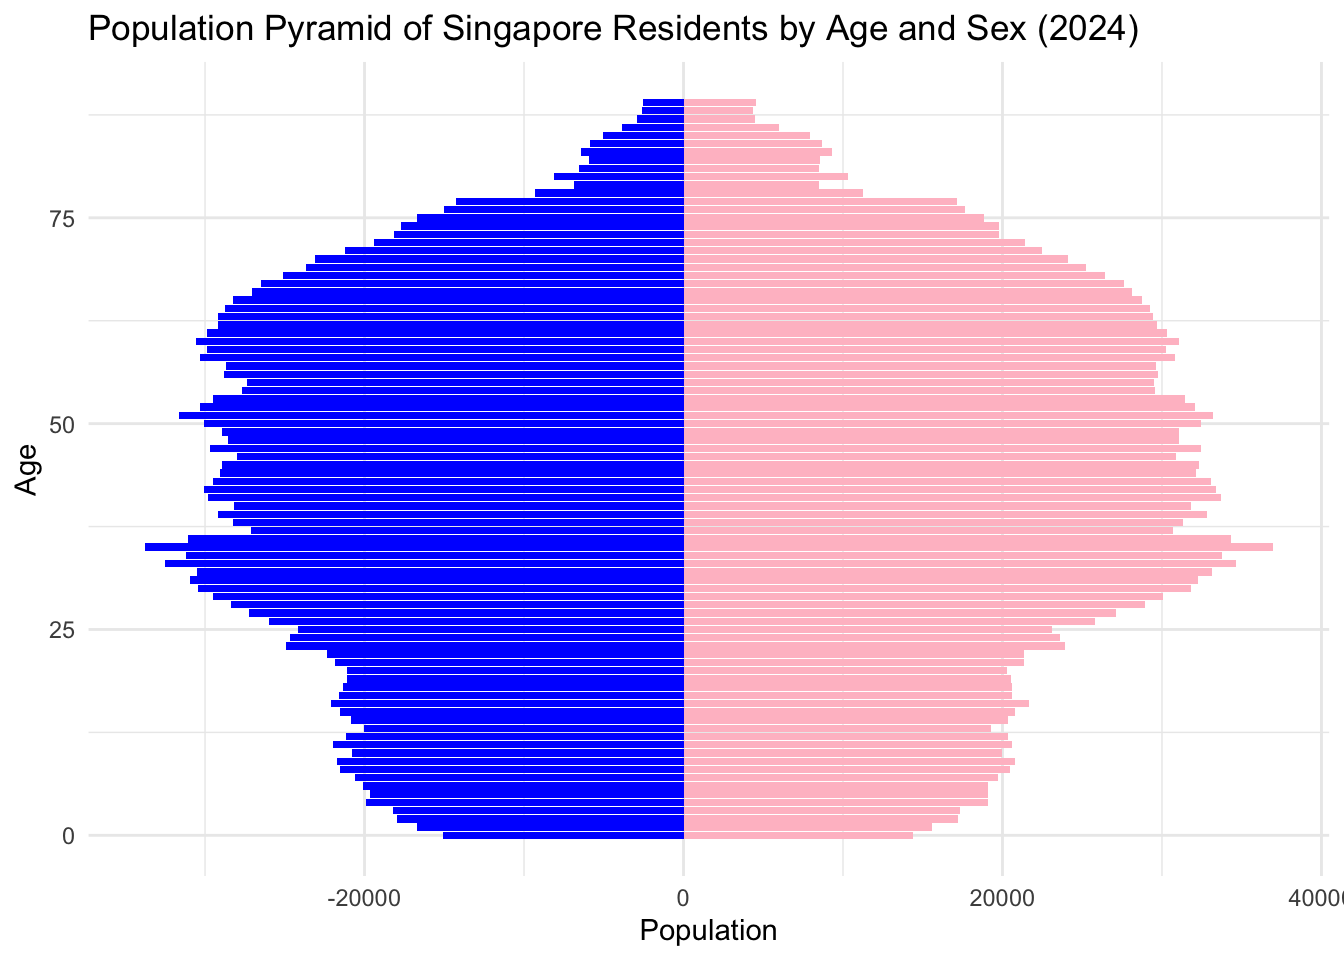 Population Pyramid of Singapore Residents by Age and Sex (2024)
75
50
25
0
Age
-20000 0 20000 4000
Population